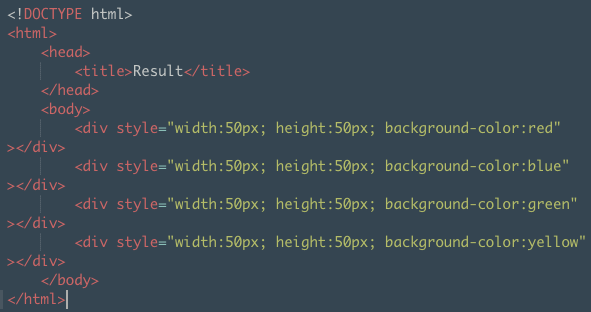 <!DOCTYPE html>
<html>
<head>
<title>Result</title>
</head>
<body>
<div style="width:50px; height:50px; background-color:red"
></div>
<div style="width:50px; height:50px; background-color:blue"
></div>
<div style="width:50px; height:50px; background-color:green"
></div>
<div style="width:50px; height:50px; background-color:yellow"
></div>
</body>
</html>